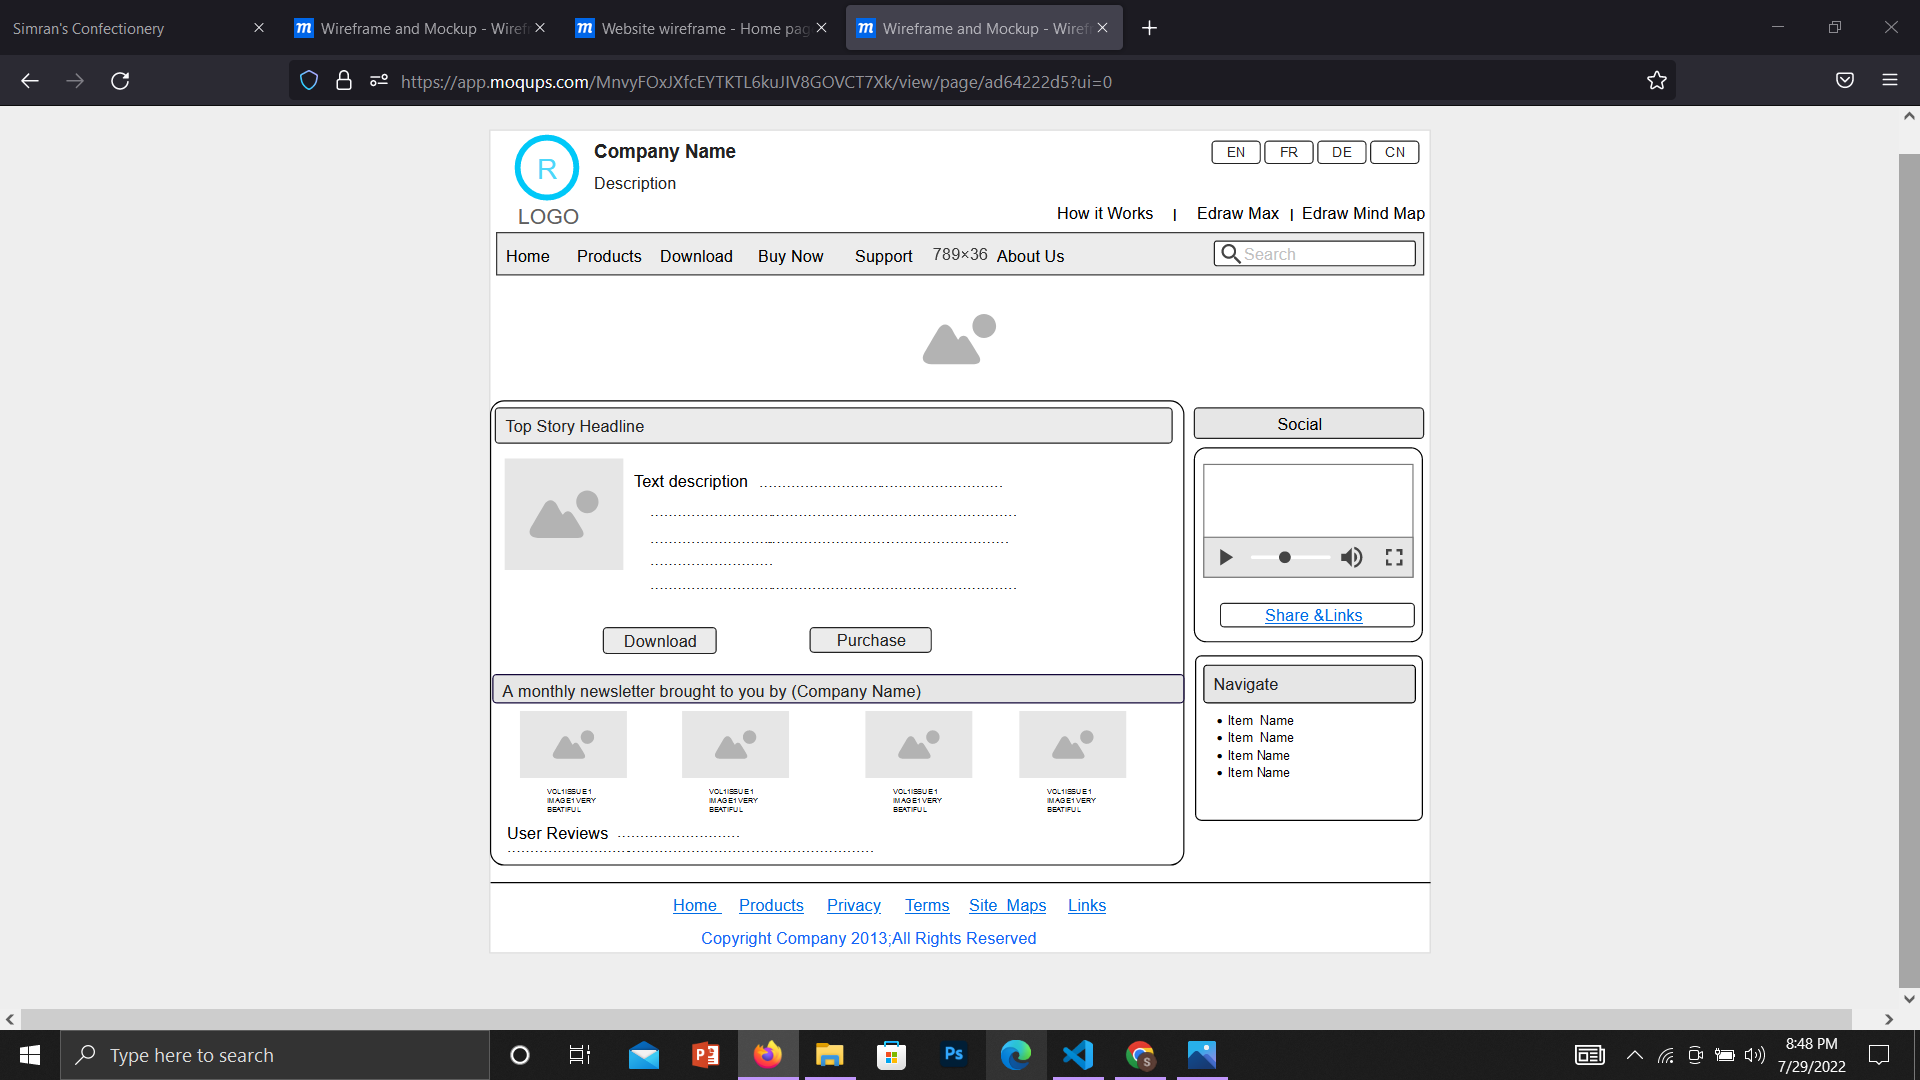 Simran's Confectionery
Wireframe and Mockup - Wiref
Website wireframe - Home pag
Wireframe and Mockup - Wiref
https://app.moqups.com/MnvyFOxJXfcEYTKTL6kuJIV8GOVCT7Xk/view/page/ad64222d5?ui=0
R
LOGO
Company Name
Description
EN FR DE CN
How it Works | Edraw Max | Edraw Mind Map
Home Products Download Buy Now Support 789×36 About Us Search
Top Story Headline
Social
Text description
Share &Links
Download Purchase
A monthly newsletter brought to you by (Company Name)
Navigate
• Item Name
• Item Name
• Item Name
• Item Name
VOL1ISSUE1
IMAGE1VERY
BEATIFUL
VOL1ISSUE1
IMAGE1VERY
BEATIFUL
VOL1ISSUE1
IMAGE1VERY
BEATIFUL
VOL1ISSUE1
IMAGE1VERY
BEATIFUL
User Reviews
Home Products Privacy Terms Site Maps Links
Copyright Company 2013;All Rights Reserved
Type here to search
Ps
S
8:48 PM
7/29/2022